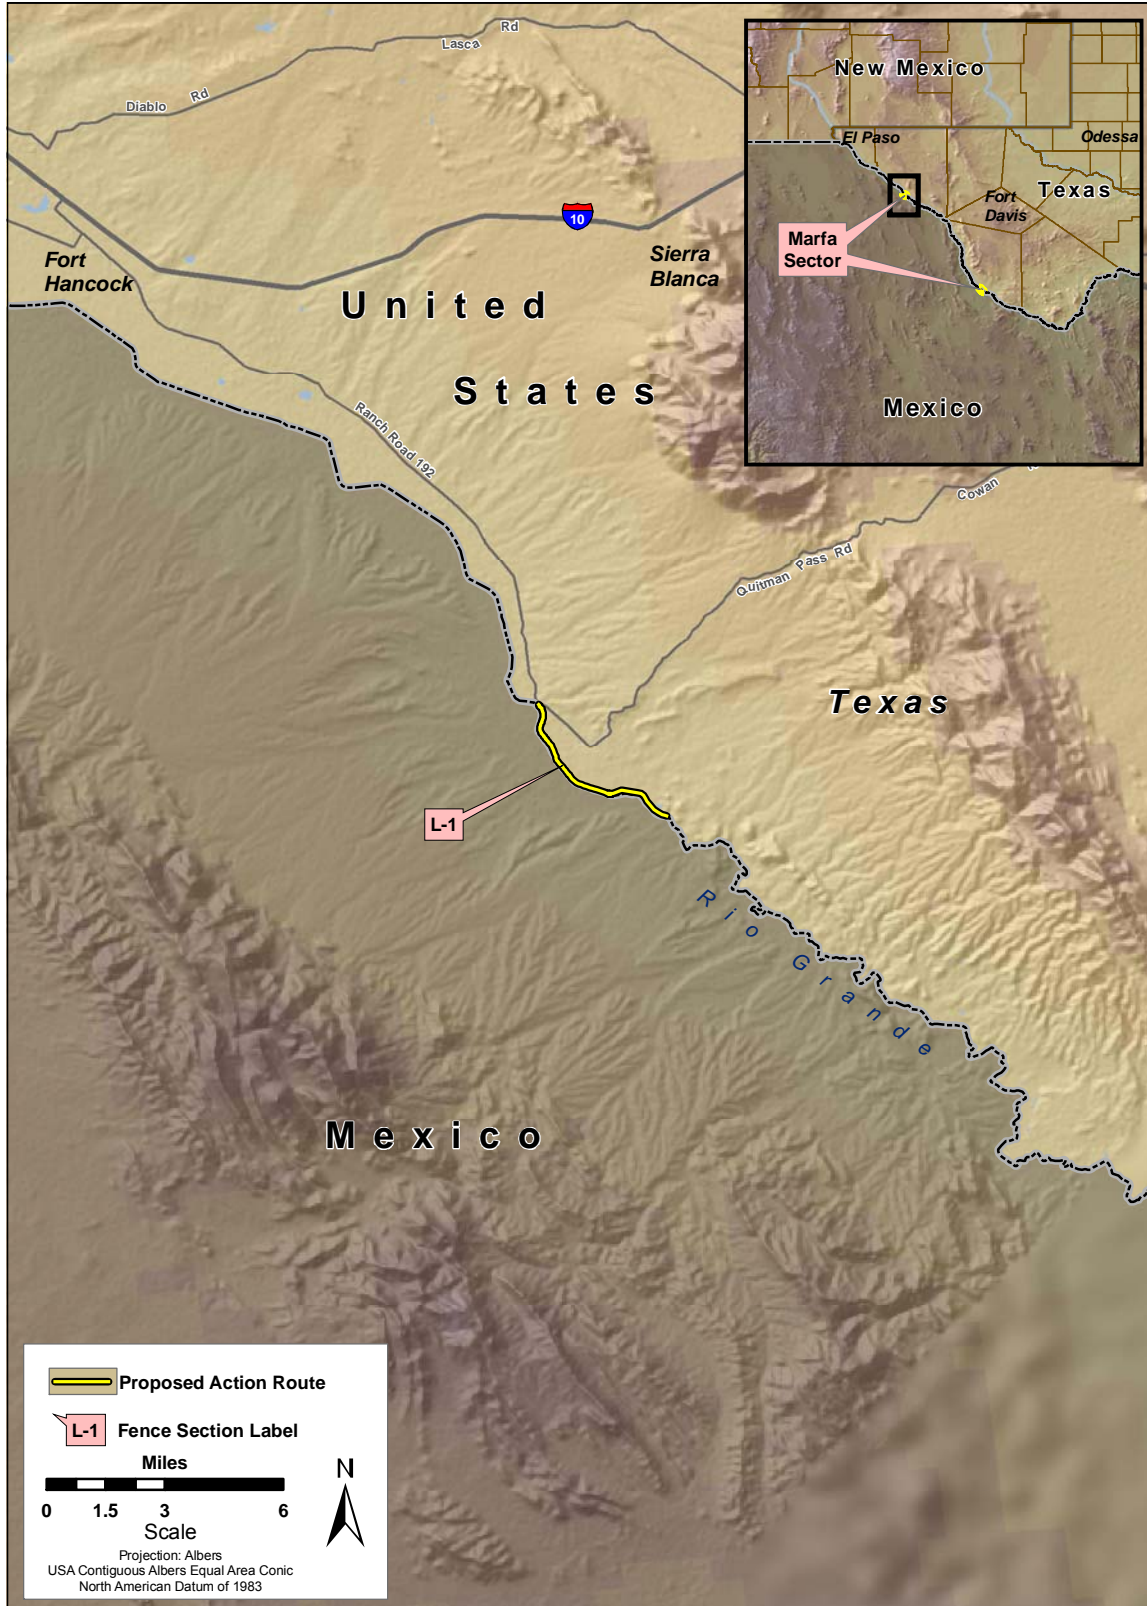 Lasca Rd
Diablo Rd
10
Fort
Hancock
Sierra
Blanca
United
States
Ranch Road 192
Cowan
Quitman Pass Rd
Texas
L-1
Rio Grande
Mexico
New Mexico
El Paso
Odessa
Texas
Fort
Davis
Marfa
Sector
Mexico
Proposed Action Route
L-1 Fence Section Label
Miles
0 1.5 3 6
Scale
N
Projection: Albers
USA Contiguous Albers Equal Area Conic
North American Datum of 1983